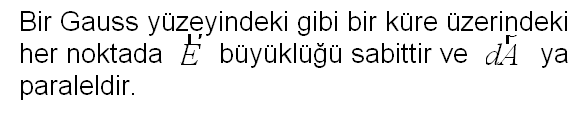 Bir Gauss yüzeyindeki gibi bir küre üzerindeki
her noktada E büyüklüğü sabittir ve dA ya
paraleldir.